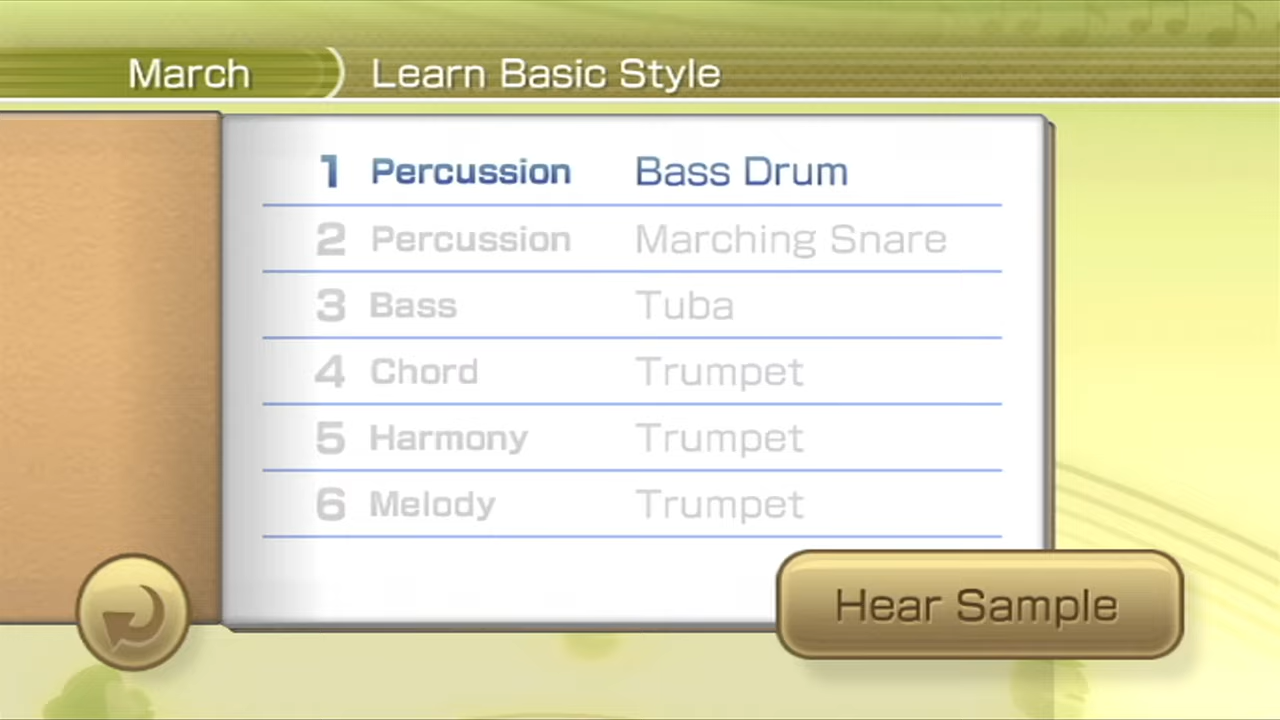 March Learn Basic Style
1 Percussion Bass Drum
2 Percussion Marching Snare
3 Bass Tuba
4 Chord Trumpet
5 Harmony Trumpet
6 Melody Trumpet
Hear Sample